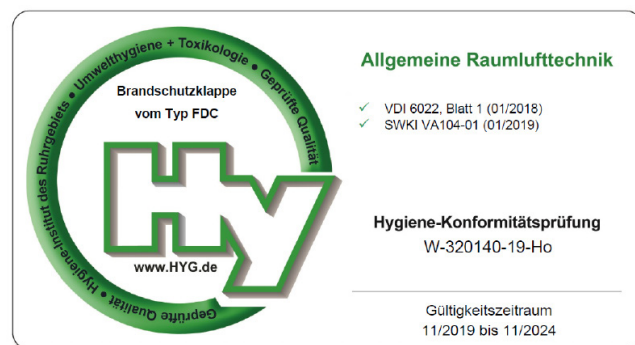 Geprüfte Qualität • Hygiene-Institut des Ruhrgebiets • Umwelthygiene + Toxikologie • Geprüfte Qualität
Brandschutzklappe
vom Typ FDC
Hy
www.HYG.de
Allgemeine Raumlufttechnik
✓ VDI 6022, Blatt 1 (01/2018)
✓ SWKI VA104-01 (01/2019)
Hygiene-Konformitätsprüfung
W-320140-19-Ho
Gültigkeitszeitraum
11/2019 bis 11/2024